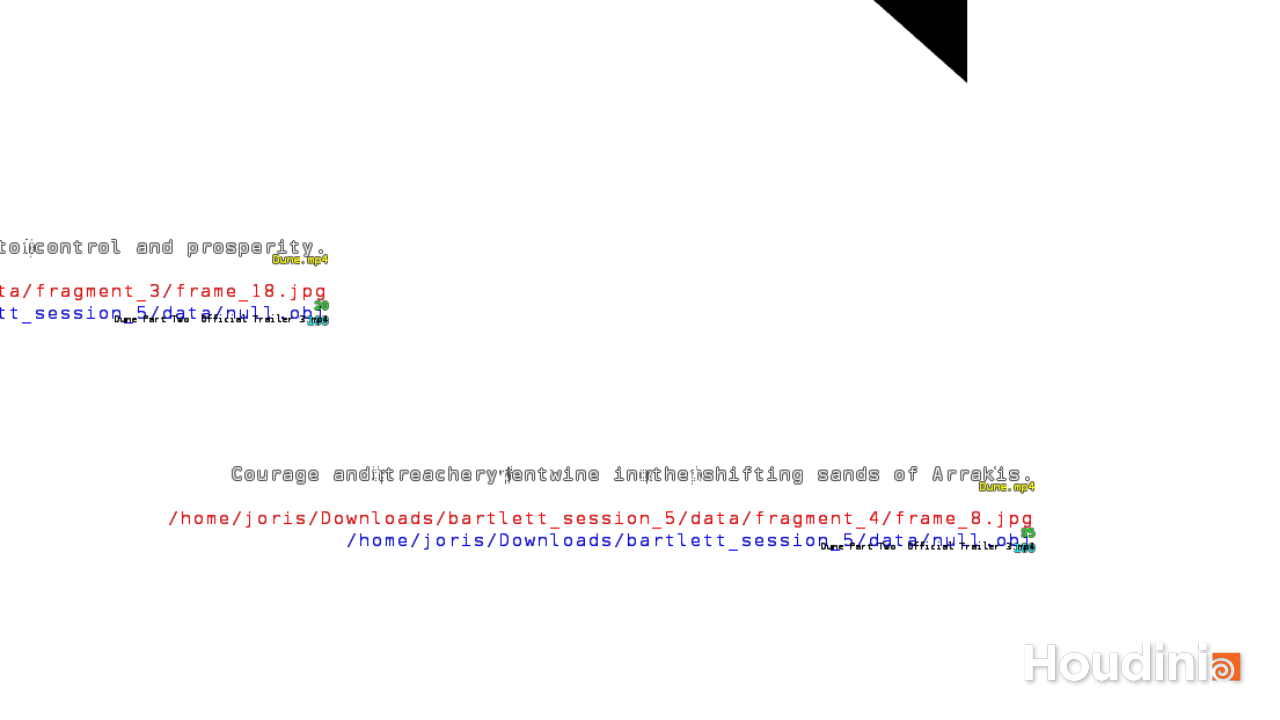 to control and prosperity.
Dune.mp4
ta/fragment_3/frame_18.jpg
20
tt_session_5/data/null.obj
Dune Part Two Official Trailer 3.mp4
Courage and treachery entwine in the shifting sands of Arrakis.
Dune.mp4
/home/joris/Downloads/bartlett_session_5/data/fragment_4/frame_8.jpg
/home/joris/Downloads/bartlett_session_5/data/null.obj
Dune Part Two Official Trailer 3.mp4
Houdini